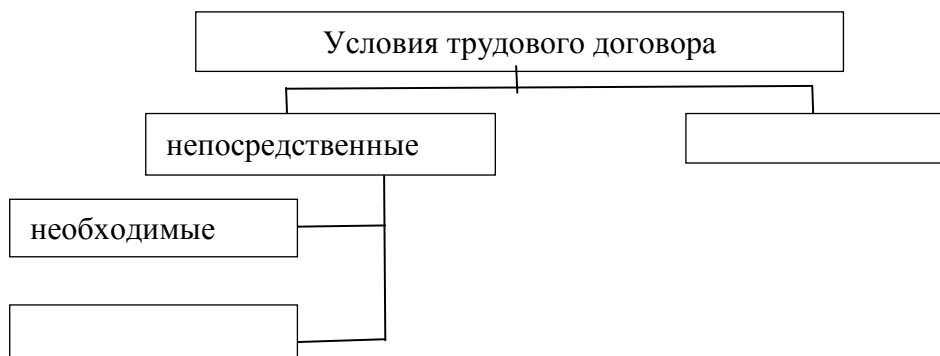 Условия трудового договора
непосредственные
необходимые